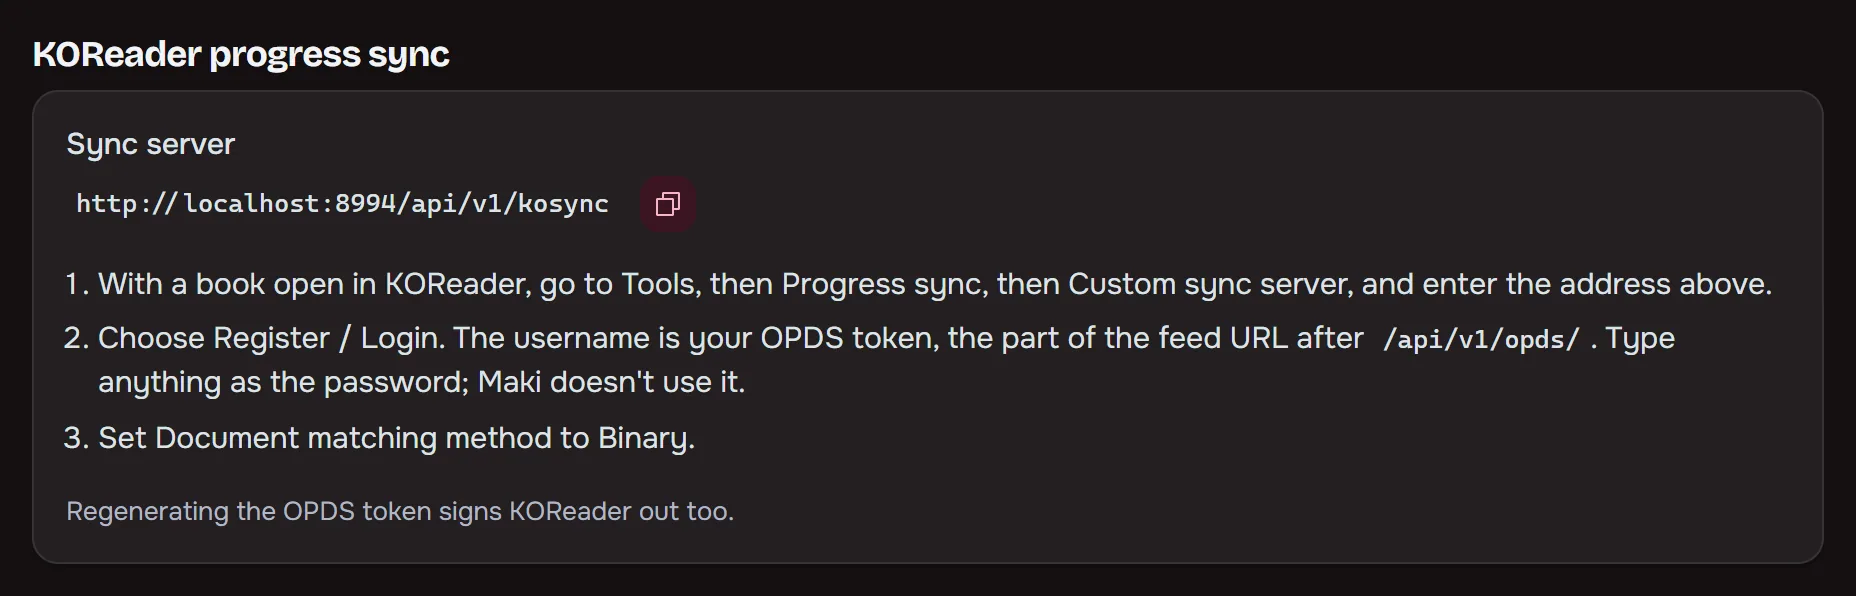 KOReader progress sync
Sync server
http://localhost:8994/api/v1/kosync
1. With a book open in KOReader, go to Tools, then Progress sync, then Custom sync server, and enter the address above.
2. Choose Register / Login. The username is your OPDS token, the part of the feed URL after /api/v1/opds/ . Type
anything as the password; Maki doesn't use it.
3. Set Document matching method to Binary.
Regenerating the OPDS token signs KOReader out too.